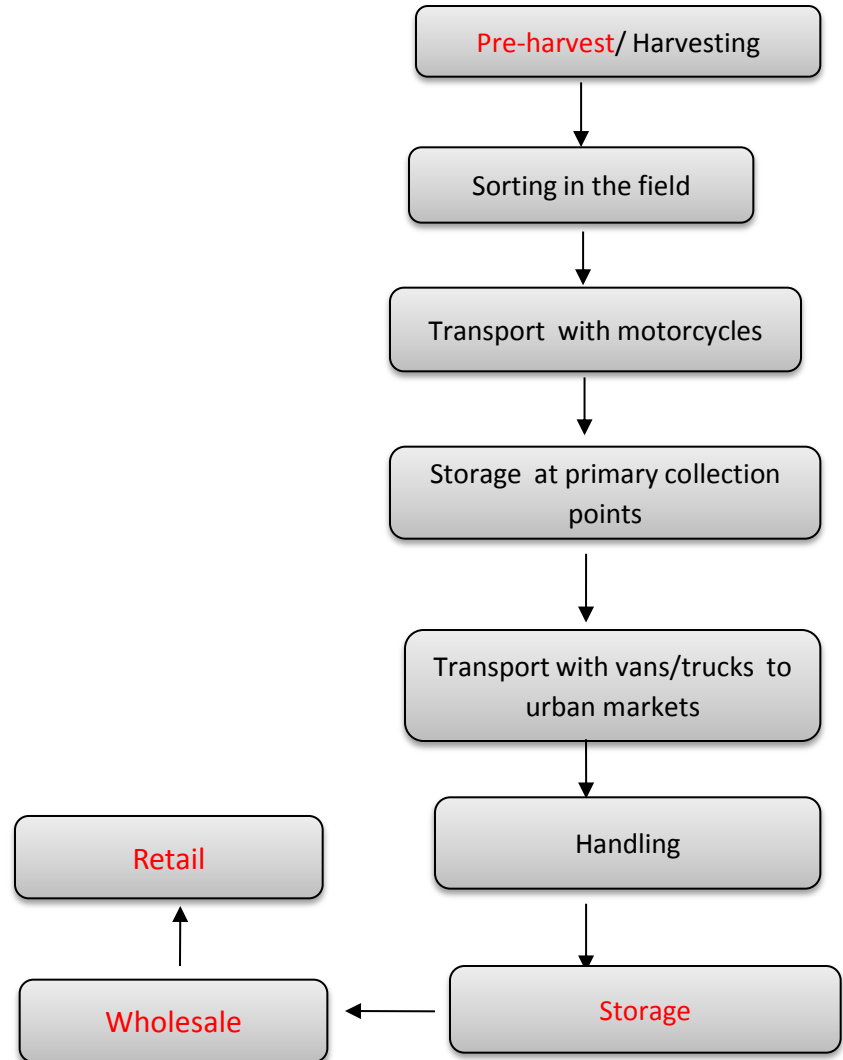 Pre-harvest/ Harvesting
Sorting in the field
Transport with motorcycles
Storage at primary collection
points
Transport with vans/trucks to
urban markets
Handling
Storage
Wholesale
Retail